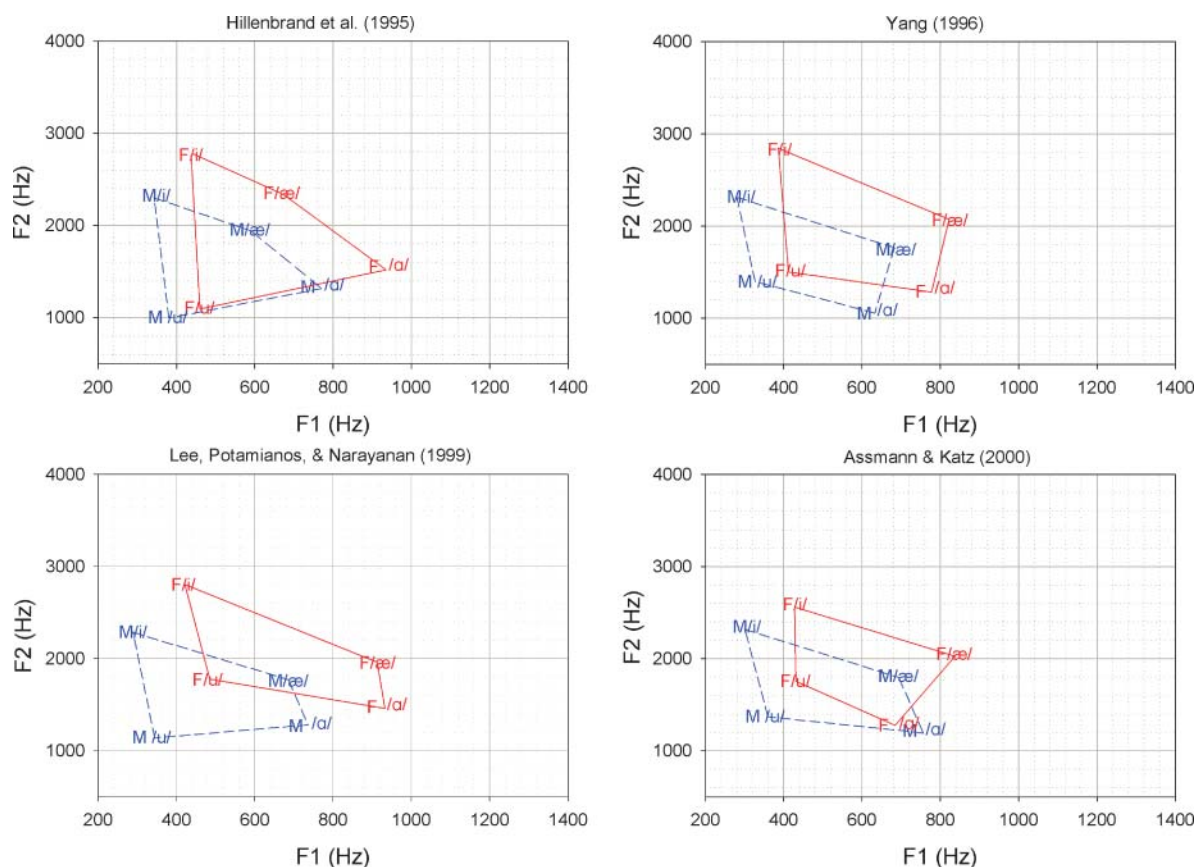 Hillenbrand et al. (1995)
4000
3000
2000
1000
F2 (Hz)
F/i/
F/æ/
M/i/
M/æ/
F /ɑ/
M /ɑ/
F/u/
M /u/
200 400 600 800 1000 1200 1400
F1 (Hz)
Yang (1996)
4000
3000
2000
1000
F2 (Hz)
F/i/
M/i/
F/æ/
M/æ/
F/u/
M /u/
F /ɑ/
M /ɑ/
200 400 600 800 1000 1200 1400
F1 (Hz)
Lee, Potamianos, & Narayanan (1999)
4000
3000
2000
1000
F2 (Hz)
F/i/
M/i/
F/æ/
F/u/
M/æ/
F /ɑ/
M /ɑ/
M /u/
200 400 600 800 1000 1200 1400
F1 (Hz)
Assmann & Katz (2000)
4000
3000
2000
1000
F2 (Hz)
F/i/
M/i/
F/æ/
M/æ/
F/u/
M /u/
F /ɑ/
M /ɑ/
200 400 600 800 1000 1200 1400
F1 (Hz)